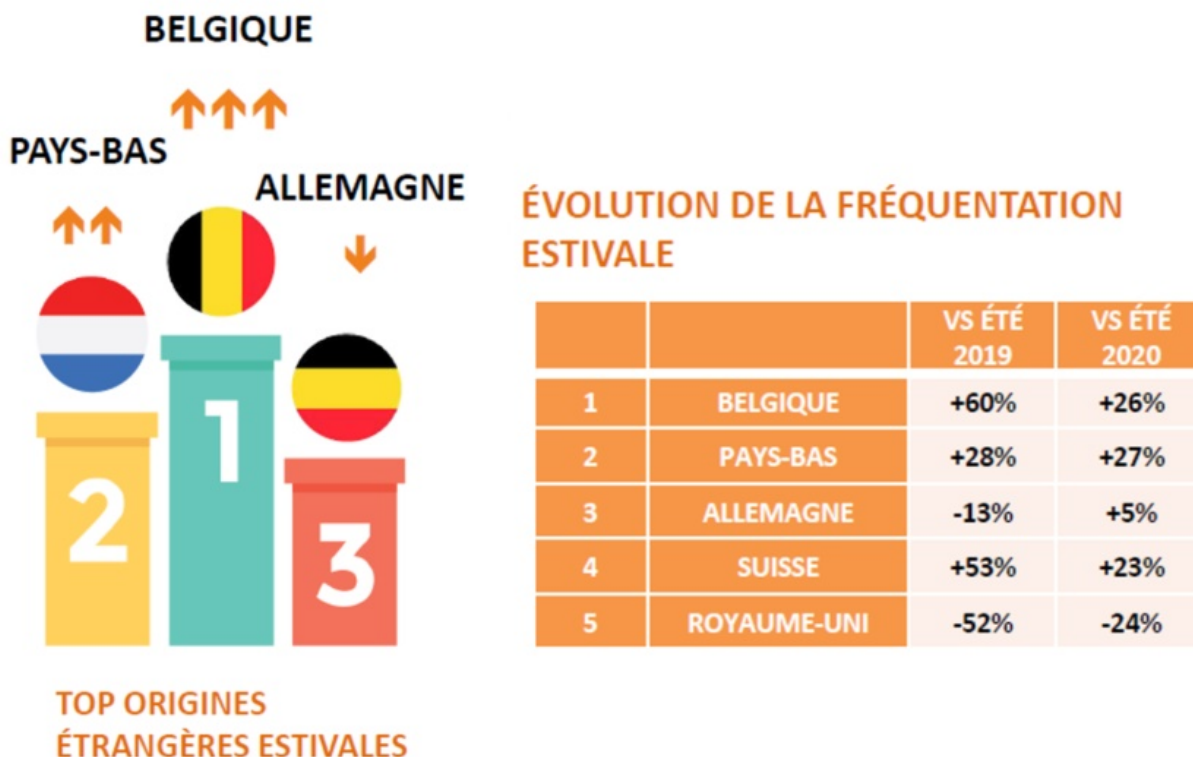 BELGIQUE
PAYS-BAS
ALLEMAGNE
1
2
3
TOP ORIGINES
ÉTRANGÈRES ESTIVALES
ÉVOLUTION DE LA FRÉQUENTATION
ESTIVALE
VS ÉTÉ 2019 VS ÉTÉ 2020
1 BELGIQUE +60% +26%
2 PAYS-BAS +28% +27%
3 ALLEMAGNE -13% +5%
4 SUISSE +53% +23%
5 ROYAUME-UNI -52% -24%